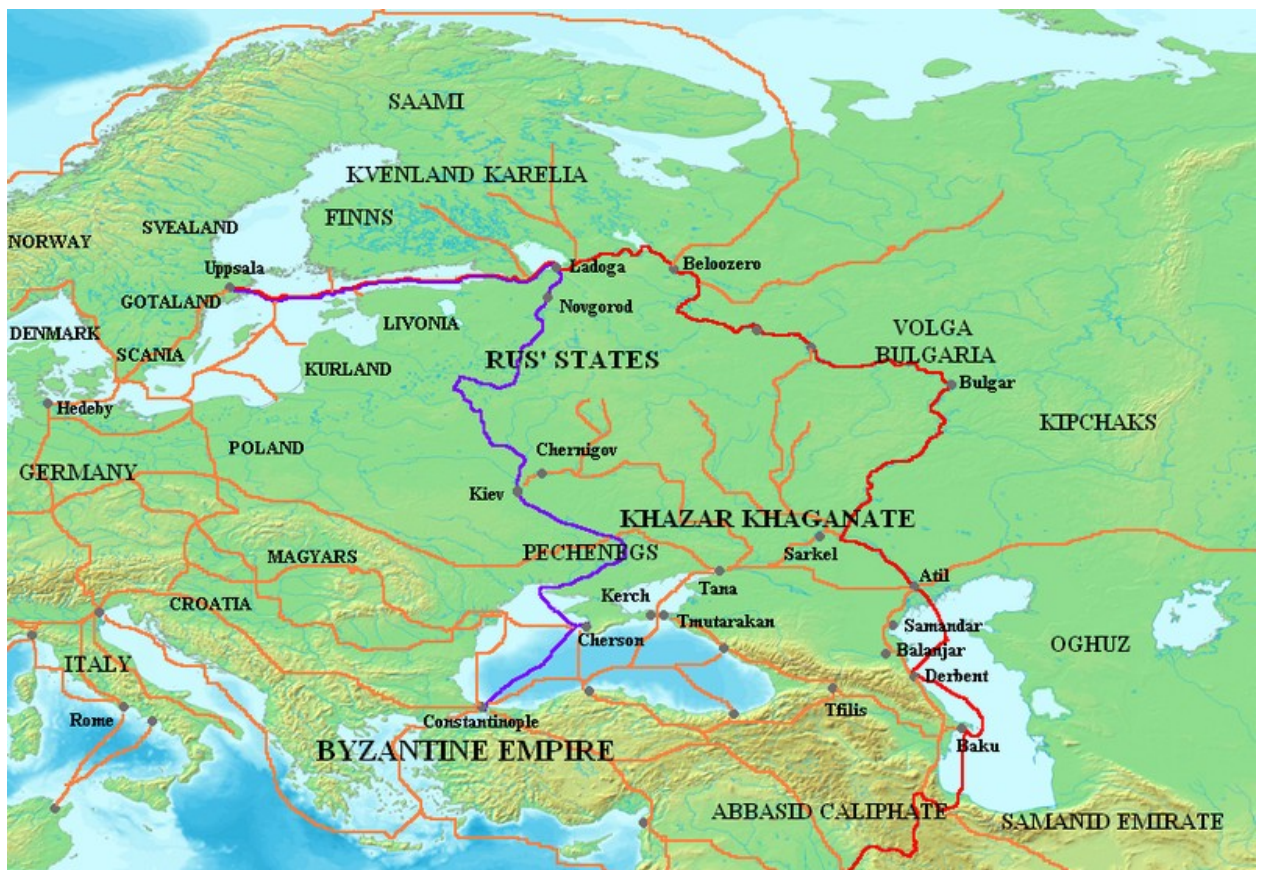 SAAMI
KVENLAND KARELIA
FINNS
SVEALAND
NORWAY
Uppsala
Ladoga
Beloozero
GOTALAND
Novgorod
LIVONIA
DENMARK
VOLGA
BULGARIA
SCANIA
RUS' STATES
KURLAND
Bulgar
Hedeby
KIPCHAKS
POLAND
Chernigov
GERMANY
Kiev
KHAZAR KHAGANATE
PECHENEGS
Sarkel
MAGYARS
Atil
Tana
Kerch
CROATIA
Tmutarakan
Samandar
Cherson
OGHUZ
Balanjar
ITALY
Derbent
Tfilis
Rome
Constantinople
Baku
BYZANTINE EMPIRE
ABBASID CALIPHATE
SAMANID EMIRATE